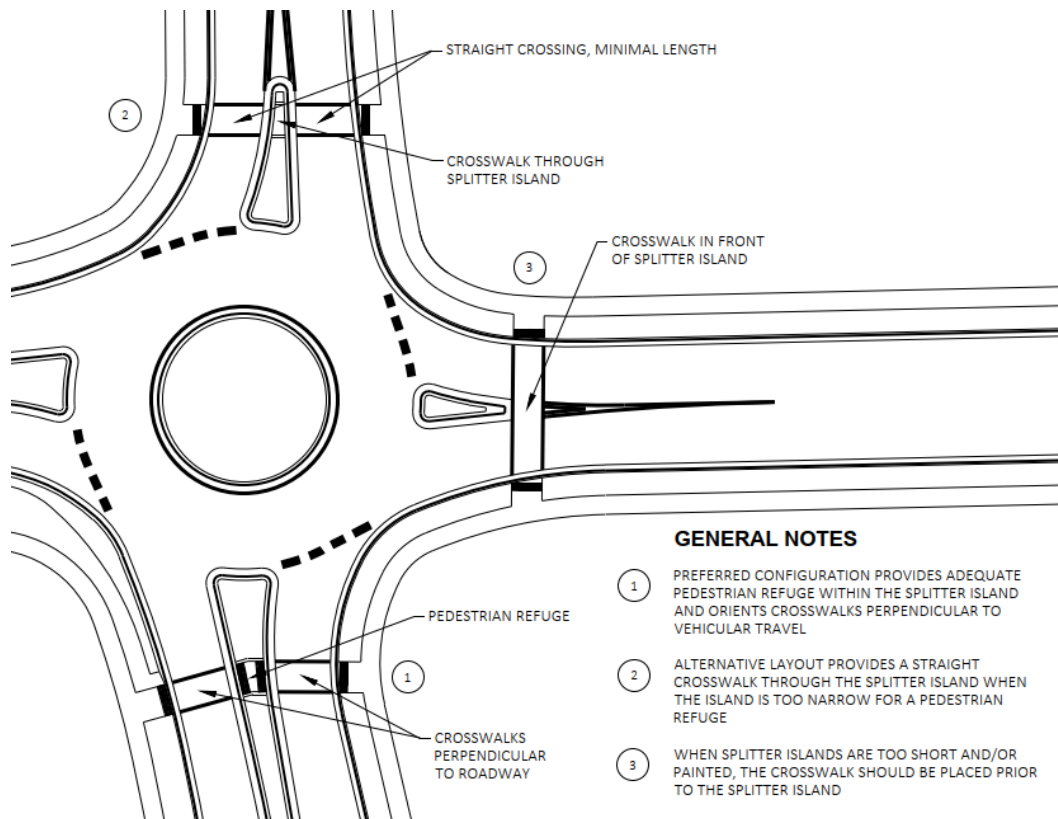 STRAIGHT CROSSING, MINIMAL LENGTH
2
CROSSWALK THROUGH
SPLITTER ISLAND
CROSSWALK IN FRONT
OF SPLITTER ISLAND
3
PEDESTRIAN REFUGE
1
CROSSWALKS
PERPENDICULAR
TO ROADWAY
GENERAL NOTES
1
PREFERRED CONFIGURATION PROVIDES ADEQUATE
PEDESTRIAN REFUGE WITHIN THE SPLITTER ISLAND
AND ORIENTS CROSSWALKS PERPENDICULAR TO
VEHICULAR TRAVEL
2
ALTERNATIVE LAYOUT PROVIDES A STRAIGHT
CROSSWALK THROUGH THE SPLITTER ISLAND WHEN
THE ISLAND IS TOO NARROW FOR A PEDESTRIAN
REFUGE
3
WHEN SPLITTER ISLANDS ARE TOO SHORT AND/OR
PAINTED, THE CROSSWALK SHOULD BE PLACED PRIOR
TO THE SPLITTER ISLAND